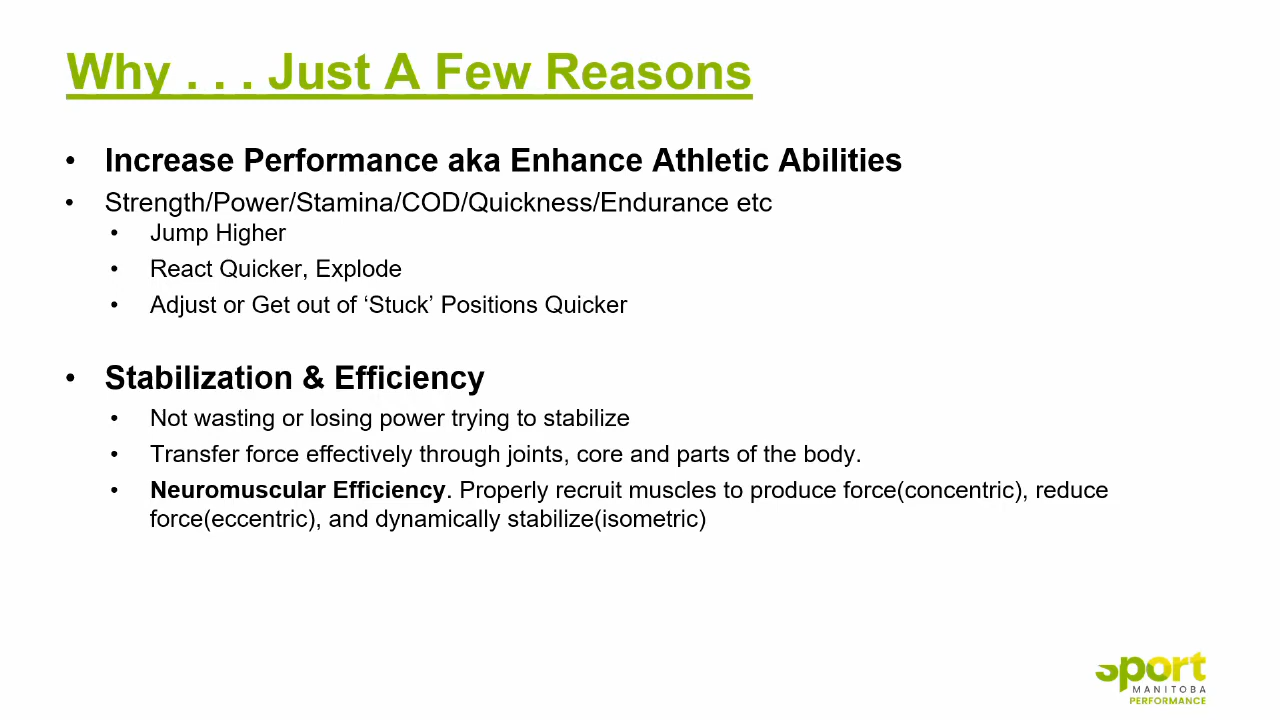 Why . . . Just A Few Reasons
• Increase Performance aka Enhance Athletic Abilities
• Strength/Power/Stamina/COD/Quickness/Endurance etc
• Jump Higher
• React Quicker, Explode
• Adjust or Get out of ‘Stuck’ Positions Quicker
• Stabilization & Efficiency
• Not wasting or losing power trying to stabilize
• Transfer force effectively through joints, core and parts of the body.
• Neuromuscular Efficiency. Properly recruit muscles to produce force(concentric), reduce
force(eccentric), and dynamically stabilize(isometric)
Sport
MANITOBA
PERFORMANCE